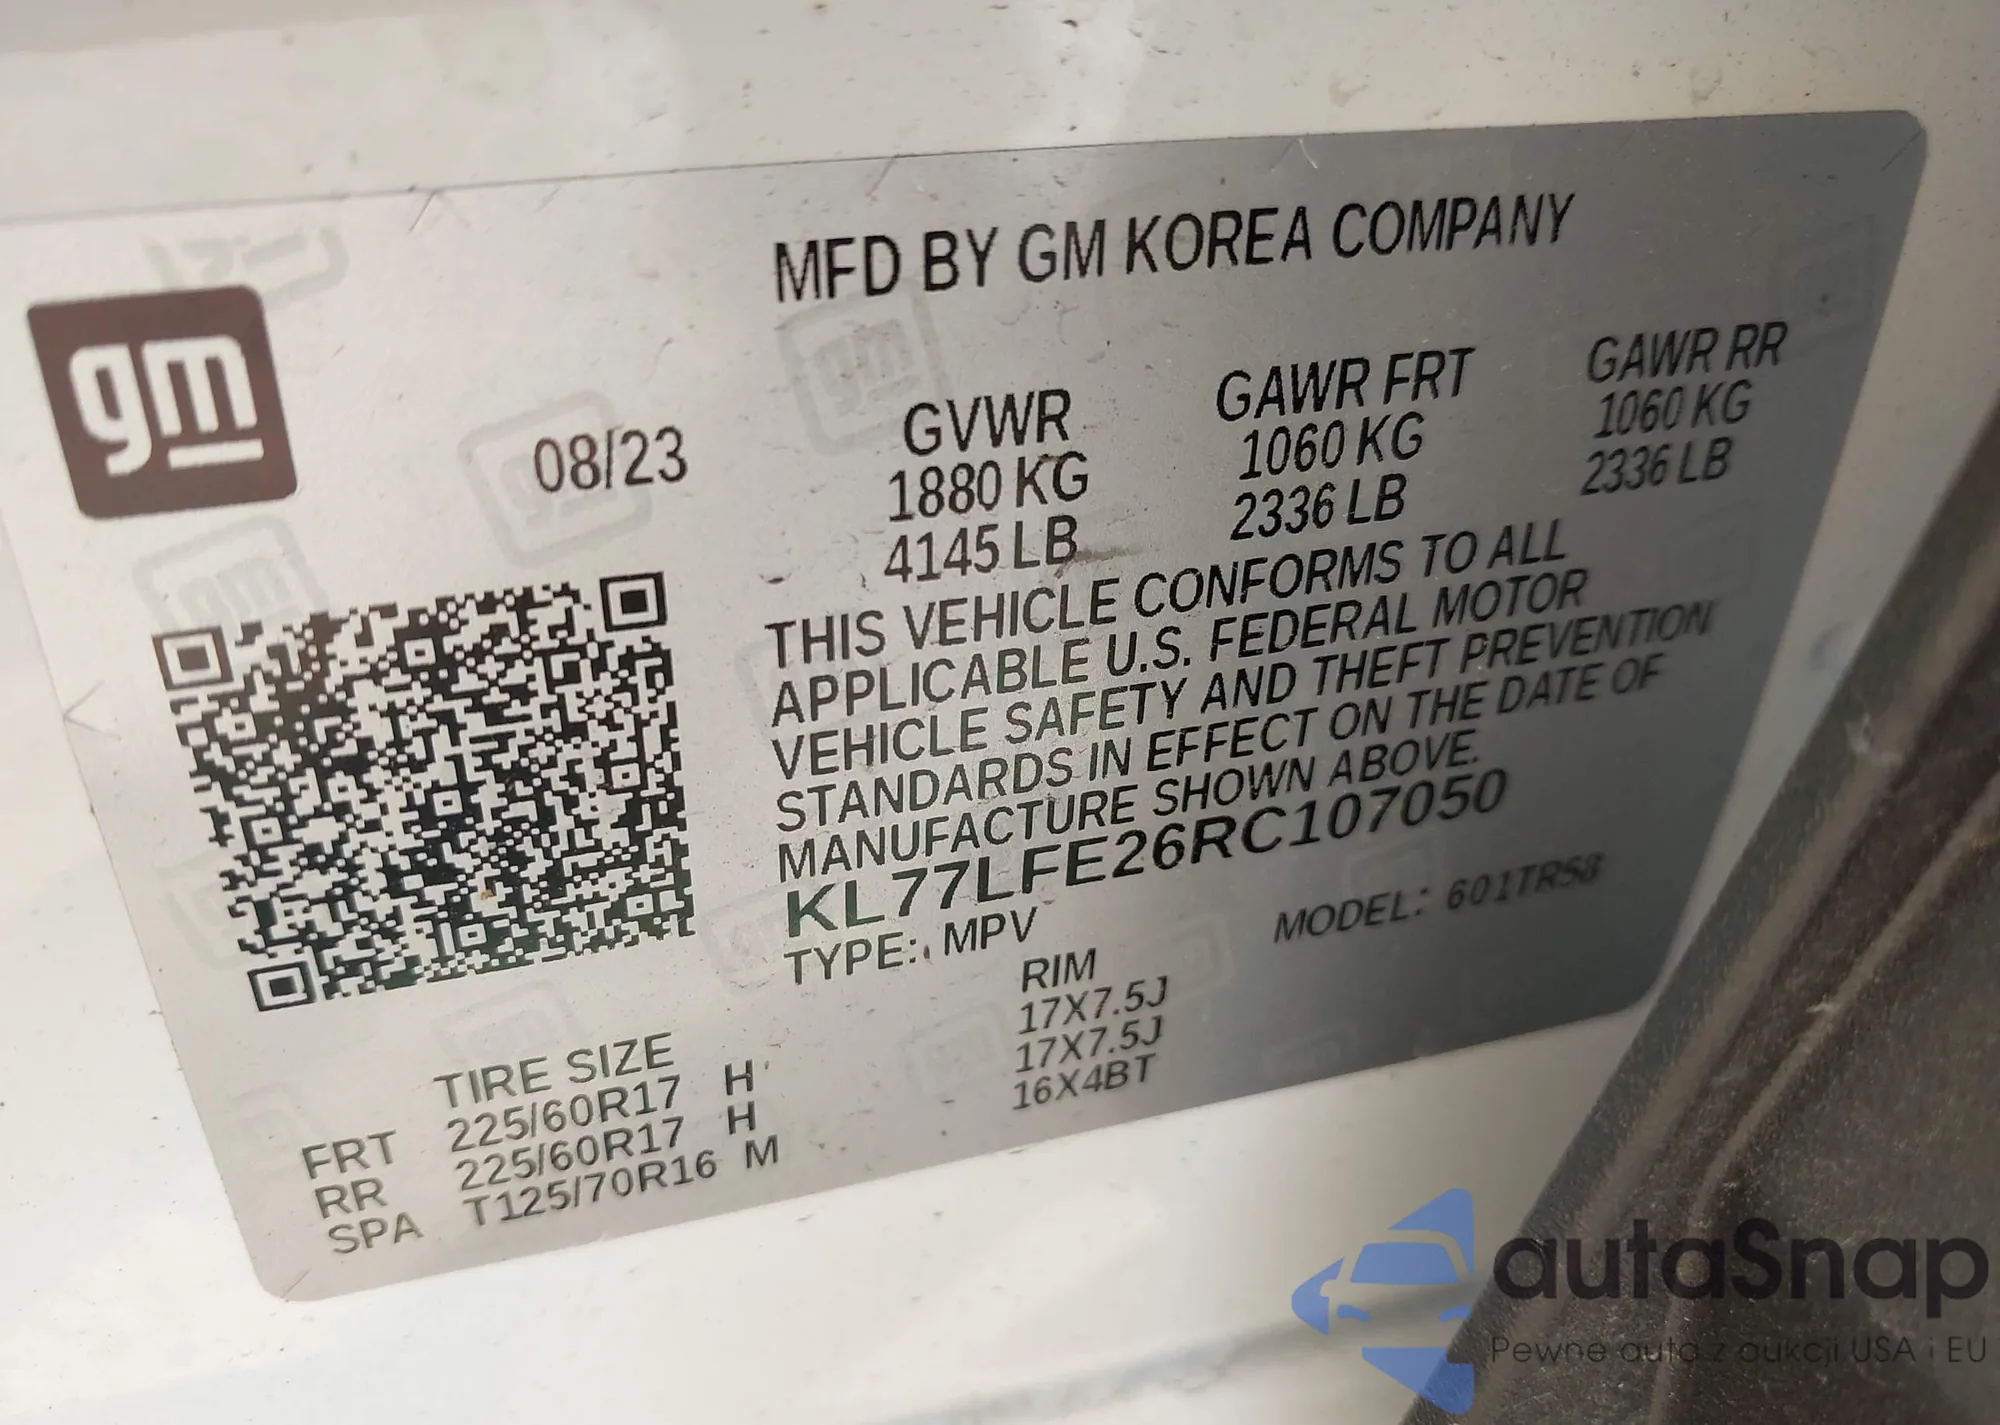 gm
MFD BY GM KOREA COMPANY
08/23
GVWR GAWR FRT GAWR RR
1880 KG 1060 KG 1060 KG
4145 LB 2336 LB 2336 LB
THIS VEHICLE CONFORMS TO ALL
APPLICABLE U.S. FEDERAL MOTOR
VEHICLE SAFETY AND THEFT PREVENTION
STANDARDS IN EFFECT ON THE DATE OF
MANUFACTURE SHOWN ABOVE.
KL77LFE26RC107050
TYPE: MPV MODEL: 601TR58
TIRE SIZE RIM
FRT 225/60R17 H 17X7.5J
RR 225/60R17 H 17X7.5J
SPA T125/70R16 M 16X4BT
autaSnap
Pewne auta z aukcji USA i EU